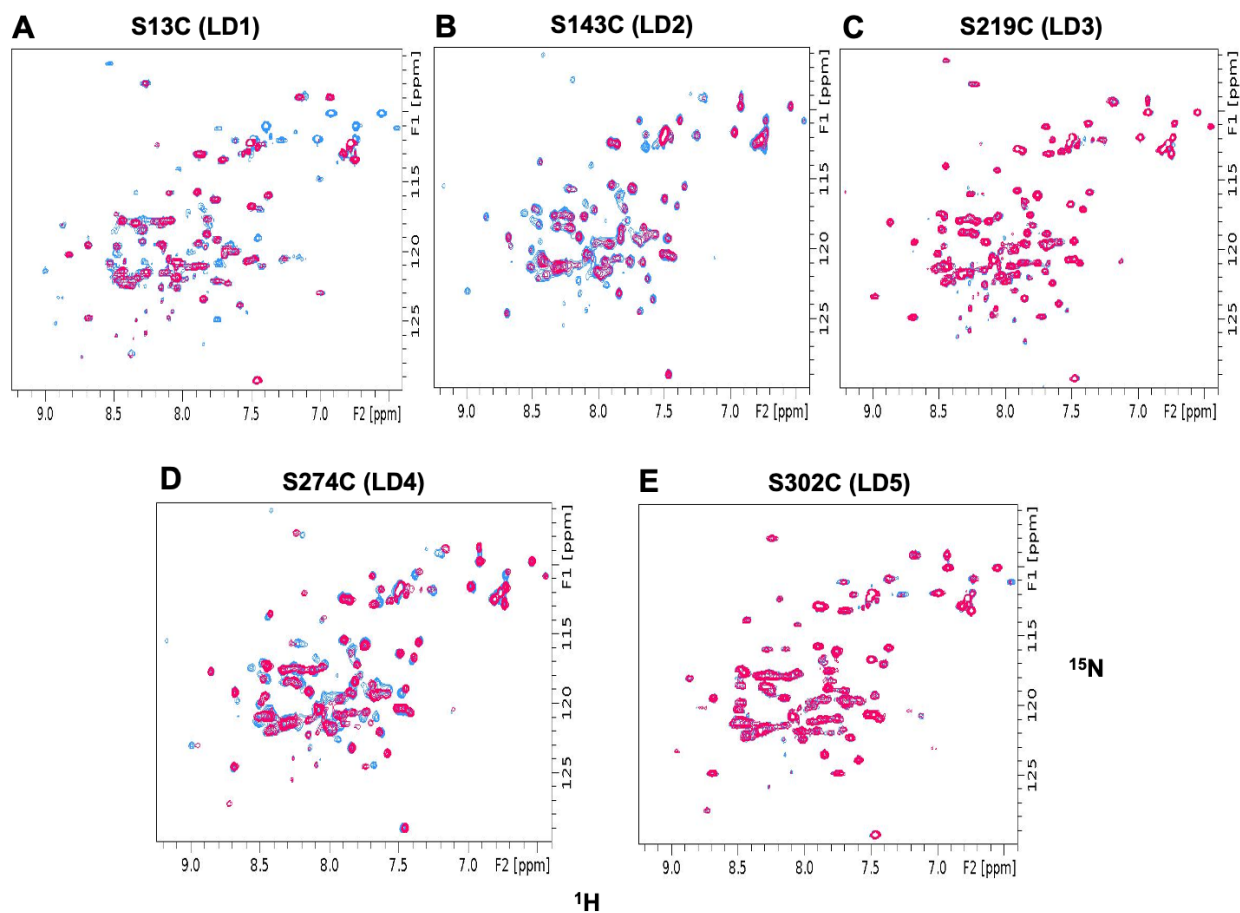 A
S13C (LD1)
B
S143C (LD2)
C
S219C (LD3)
F1 [ppm]
115
120
125
9.0 8.5 8.0 7.5 7.0 F2 [ppm]
F1 [ppm]
115
120
125
9.0 8.5 8.0 7.5 7.0 F2 [ppm]
F1 [ppm]
115
120
125
9.0 8.5 8.0 7.5 7.0 F2 [ppm]
D
S274C (LD4)
E
S302C (LD5)
F1 [ppm]
115
120
125
9.0 8.5 8.0 7.5 7.0 F2 [ppm]
F1 [ppm]
115
120
125
9.0 8.5 8.0 7.5 7.0 F2 [ppm]
¹⁵N
¹H